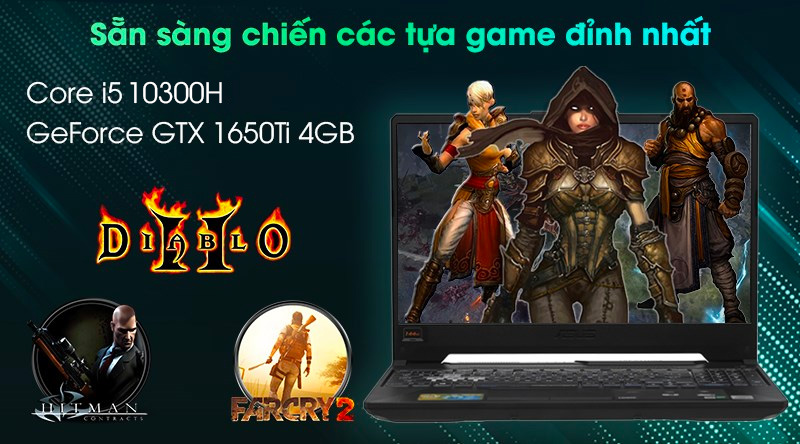 Sẵn sàng chiến các tựa game đỉnh nhất
Core i5 10300H
GeForce GTX 1650Ti 4GB
DIABLO
II
HITMAN
CONTRACTS
FARCRY 2
ASUS